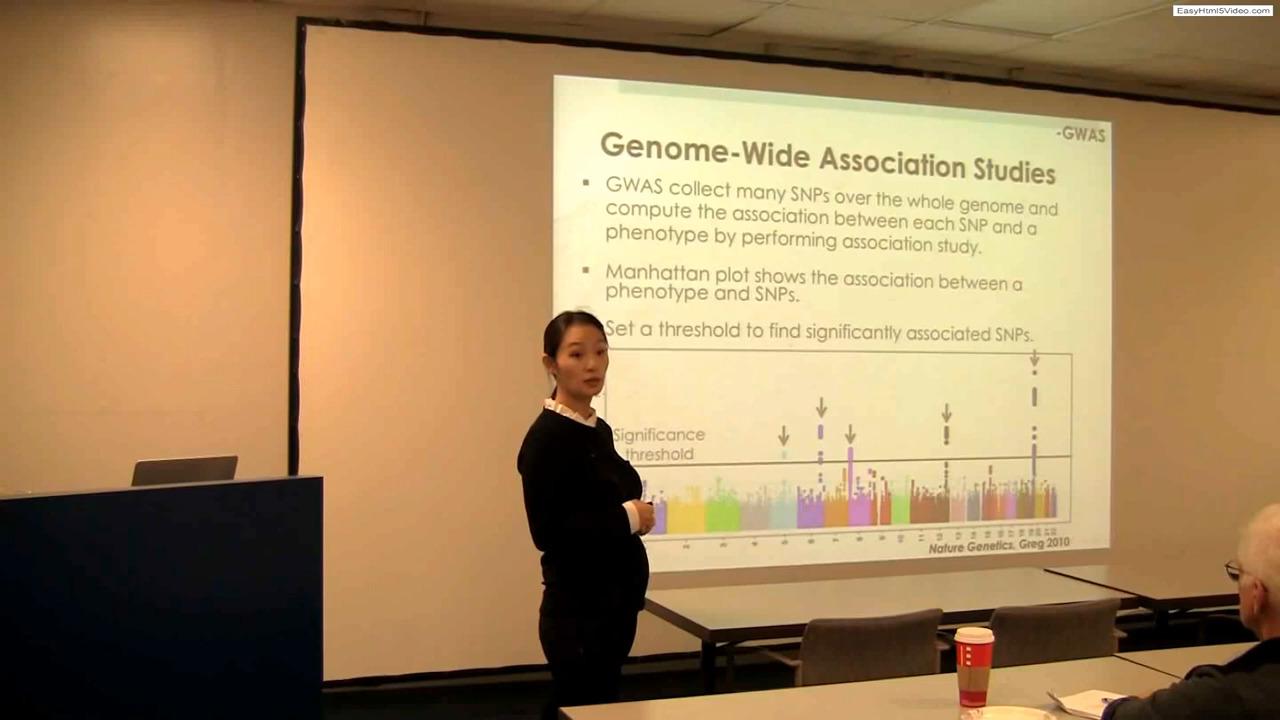 EasyHtml5Video.com
-GWAS
Genome-Wide Association Studies
▪ GWAS collect many SNPs over the whole genome and
compute the association between each SNP and a
phenotype by performing association study.
▪ Manhattan plot shows the association between a
phenotype and SNPs.
Set a threshold to find significantly associated SNPs.
Significance
threshold
Nature Genetics, Greg 2010